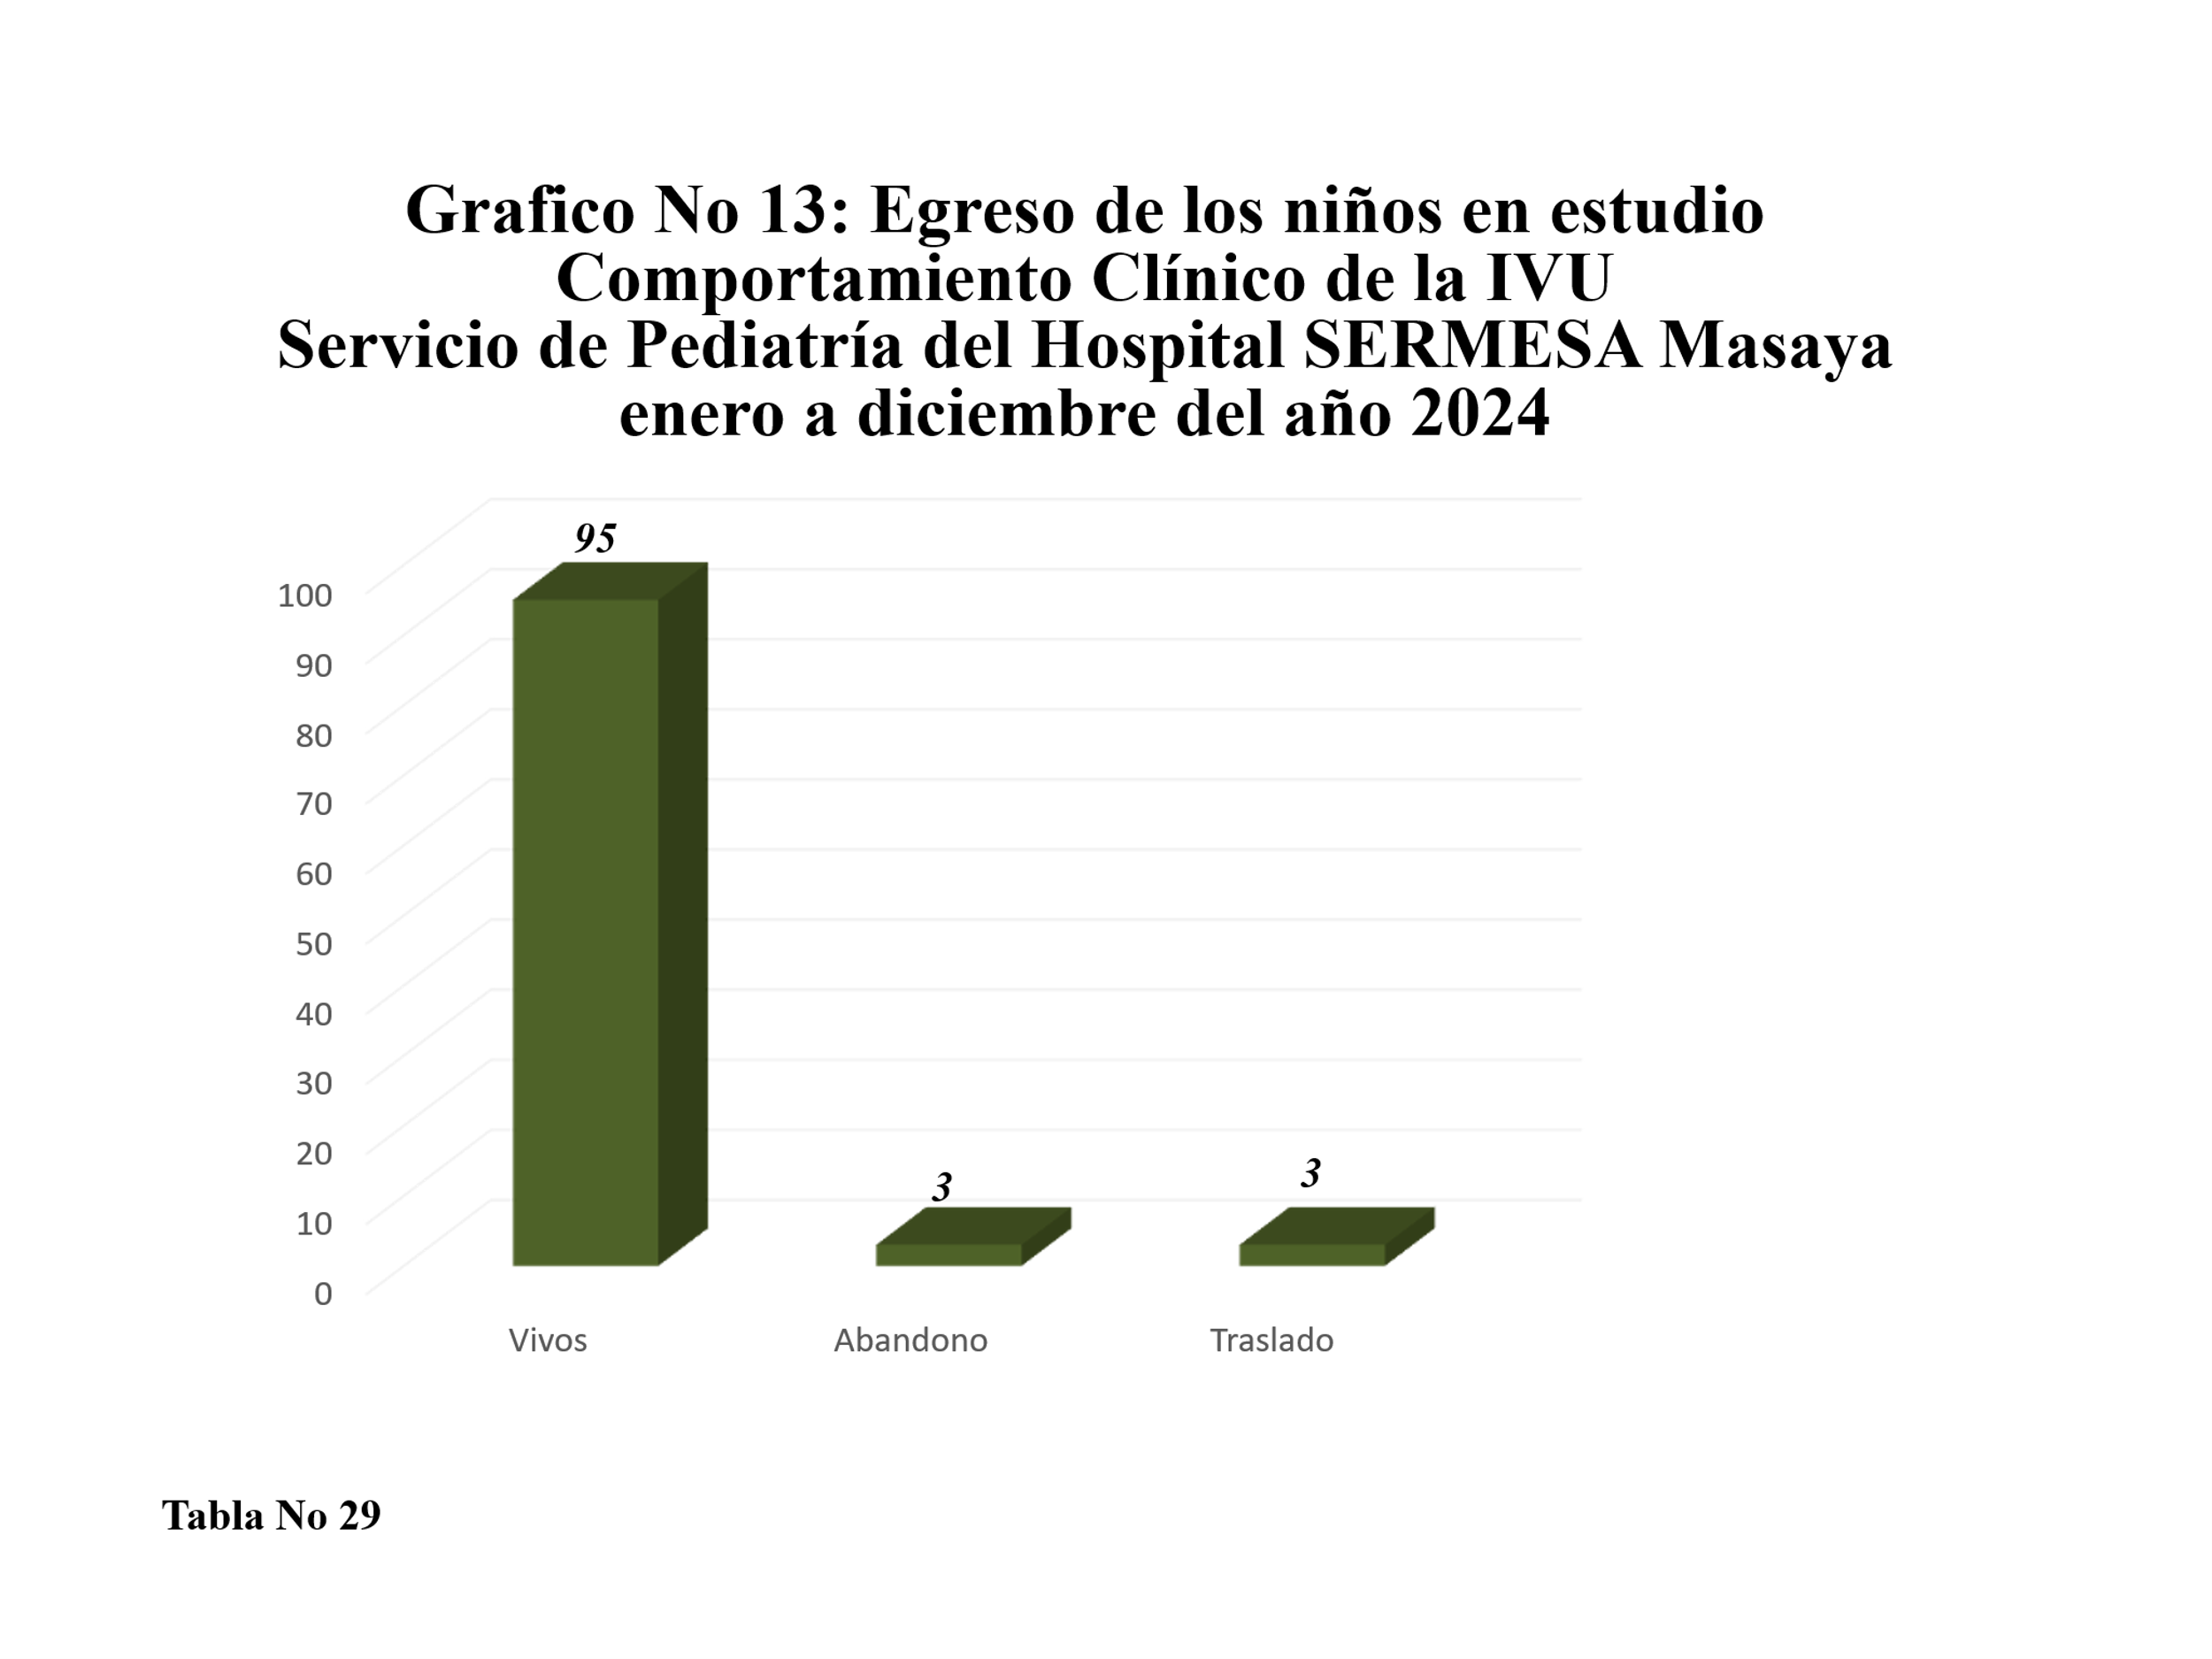 Grafico No 13: Egreso de los niños en estudio
Comportamiento Clínico de la IVU
Servicio de Pediatría del Hospital SERMESA Masaya
enero a diciembre del año 2024
95
100
90
80
70
60
50
40
30
20
10
0
3
3
Vivos
Abandono
Traslado
Tabla No 29